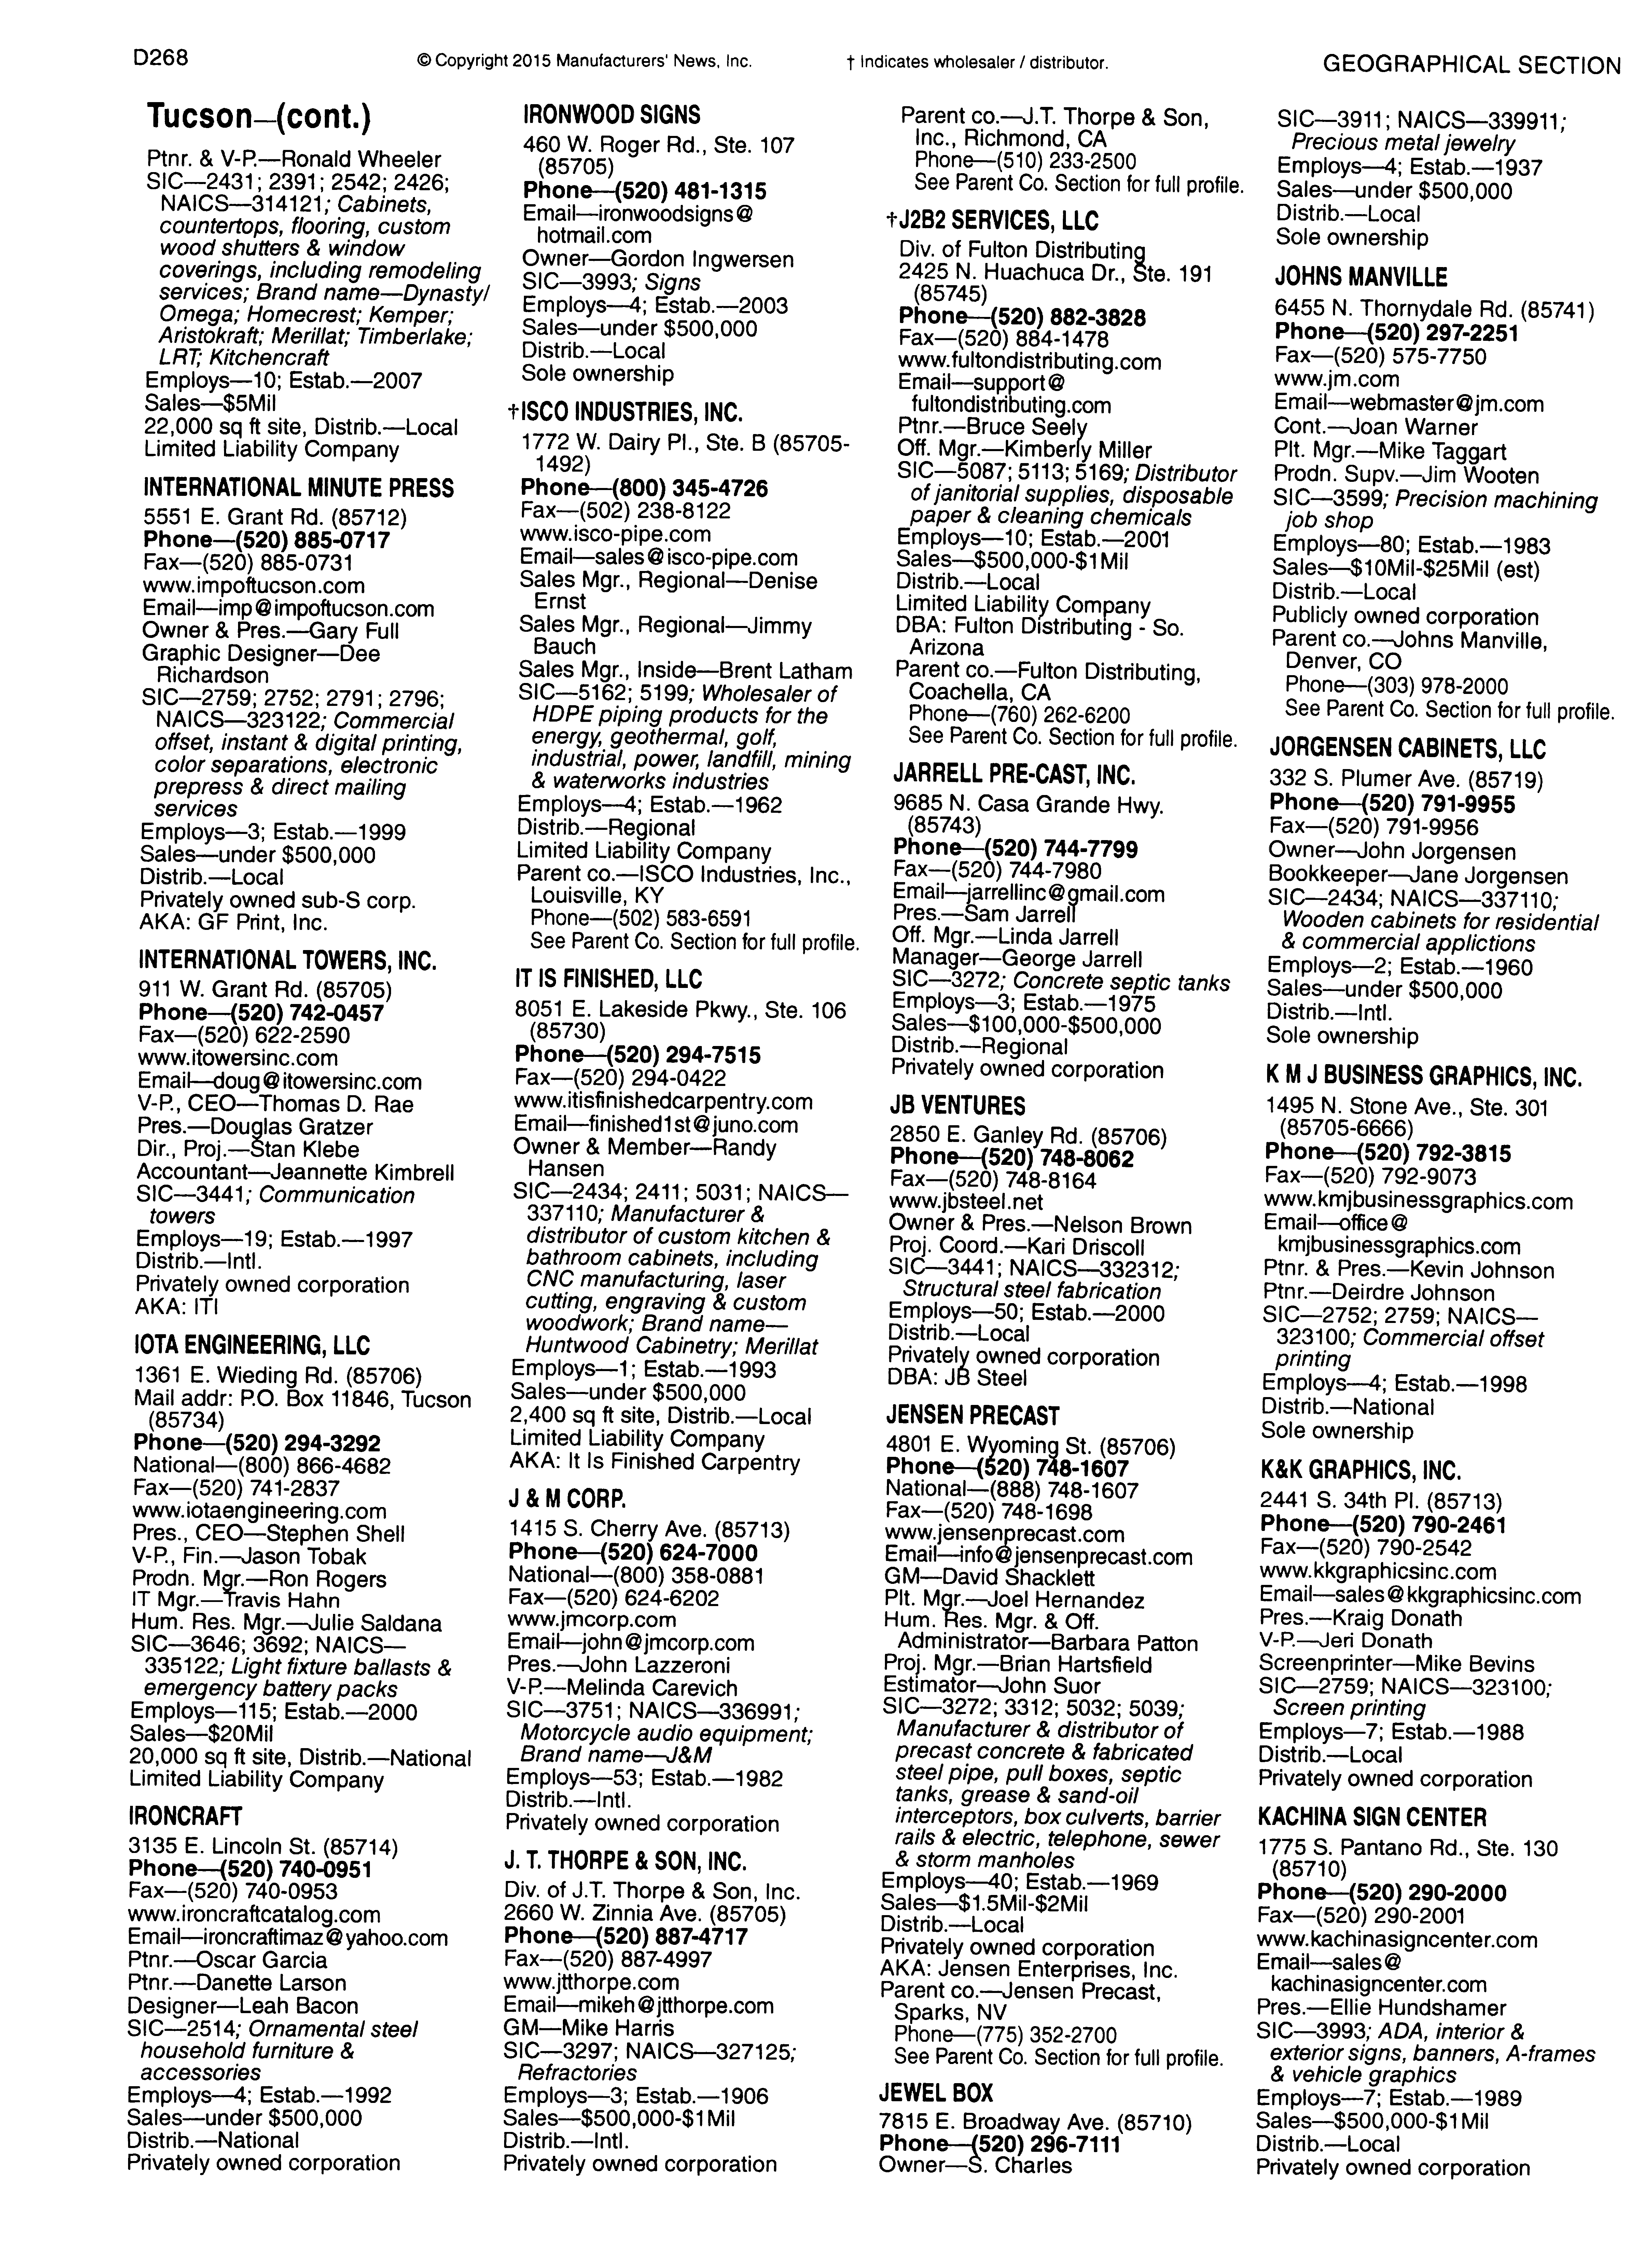 D268
© Copyright 2015 Manufacturers' News, Inc.
† Indicates wholesaler / distributor.
GEOGRAPHICAL SECTION
Tucson—(cont.)
Ptnr. & V-P.—Ronald Wheeler
SIC—2431; 2391; 2542; 2426;
NAICS—314121; Cabinets,
countertops, flooring, custom
wood shutters & window
coverings, including remodeling
services; Brand name—Dynasty/
Omega; Homecrest; Kemper;
Aristokraft; Merillat; Timberlake;
LRT; Kitchencraft
Employs—10; Estab.—2007
Sales—$5Mil
22,000 sq ft site, Distrib.—Local
Limited Liability Company
INTERNATIONAL MINUTE PRESS
5551 E. Grant Rd. (85712)
Phone—(520) 885-0717
Fax—(520) 885-0731
www.impoftucson.com
Email—imp@impoftucson.com
Owner & Pres.—Gary Full
Graphic Designer—Dee
Richardson
SIC—2759; 2752; 2791; 2796;
NAICS—323122; Commercial
offset, instant & digital printing,
color separations, electronic
prepress & direct mailing
services
Employs—3; Estab.—1999
Sales—under $500,000
Distrib.—Local
Privately owned sub-S corp.
AKA: GF Print, Inc.
INTERNATIONAL TOWERS, INC.
911 W. Grant Rd. (85705)
Phone—(520) 742-0457
Fax—(520) 622-2590
www.itowersinc.com
Email—doug@itowersinc.com
V-P., CEO—Thomas D. Rae
Pres.—Douglas Gratzer
Dir., Proj.—Stan Klebe
Accountant—Jeannette Kimbrell
SIC—3441; Communication
towers
Employs—19; Estab.—1997
Distrib.—Intl.
Privately owned corporation
AKA: ITI
IOTA ENGINEERING, LLC
1361 E. Wieding Rd. (85706)
Mail addr: P.O. Box 11846, Tucson
(85734)
Phone—(520) 294-3292
National—(800) 866-4682
Fax—(520) 741-2837
www.iotaengineering.com
Pres., CEO—Stephen Shell
V-P., Fin.—Jason Tobak
Prodn. Mgr.—Ron Rogers
IT Mgr.—Travis Hahn
Hum. Res. Mgr.—Julie Saldana
SIC—3646; 3692; NAICS—
335122; Light fixture ballasts &
emergency battery packs
Employs—115; Estab.—2000
Sales—$20Mil
20,000 sq ft site, Distrib.—National
Limited Liability Company
IRONCRAFT
3135 E. Lincoln St. (85714)
Phone—(520) 740-0951
Fax—(520) 740-0953
www.ironcraftcatalog.com
Email—ironcraftimaz@yahoo.com
Ptnr.—Oscar Garcia
Ptnr.—Danette Larson
Designer—Leah Bacon
SIC—2514; Ornamental steel
household furniture &
accessories
Employs—4; Estab.—1992
Sales—under $500,000
Distrib.—National
Privately owned corporation
IRONWOOD SIGNS
460 W. Roger Rd., Ste. 107
(85705)
Phone—(520) 481-1315
Email—ironwoodsigns@
hotmail.com
Owner—Gordon Ingwersen
SIC—3993; Signs
Employs—4; Estab.—2003
Sales—under $500,000
Distrib.—Local
Sole ownership
†ISCO INDUSTRIES, INC.
1772 W. Dairy Pl., Ste. B (85705-
1492)
Phone—(800) 345-4726
Fax—(502) 238-8122
www.isco-pipe.com
Email—sales@isco-pipe.com
Sales Mgr., Regional—Denise
Ernst
Sales Mgr., Regional—Jimmy
Bauch
Sales Mgr., Inside—Brent Latham
SIC—5162; 5199; Wholesaler of
HDPE piping products for the
energy, geothermal, golf,
industrial, power, landfill, mining
& waterworks industries
Employs—4; Estab.—1962
Distrib.—Regional
Limited Liability Company
Parent co.—ISCO Industries, Inc.,
Louisville, KY
Phone—(502) 583-6591
See Parent Co. Section for full profile.
IT IS FINISHED, LLC
8051 E. Lakeside Pkwy., Ste. 106
(85730)
Phone—(520) 294-7515
Fax—(520) 294-0422
www.itisfinishedcarpentry.com
Email—finished1st@juno.com
Owner & Member—Randy
Hansen
SIC—2434; 2411; 5031; NAICS—
337110; Manufacturer &
distributor of custom kitchen &
bathroom cabinets, including
CNC manufacturing, laser
cutting, engraving & custom
woodwork; Brand name—
Huntwood Cabinetry; Merillat
Employs—1; Estab.—1993
Sales—under $500,000
2,400 sq ft site, Distrib.—Local
Limited Liability Company
AKA: It Is Finished Carpentry
J & M CORP.
1415 S. Cherry Ave. (85713)
Phone—(520) 624-7000
National—(800) 358-0881
Fax—(520) 624-6202
www.jmcorp.com
Email—john@jmcorp.com
Pres.—John Lazzeroni
V-P.—Melinda Carevich
SIC—3751; NAICS—336991;
Motorcycle audio equipment;
Brand name—J&M
Employs—53; Estab.—1982
Distrib.—Intl.
Privately owned corporation
J. T. THORPE & SON, INC.
Div. of J.T. Thorpe & Son, Inc.
2660 W. Zinnia Ave. (85705)
Phone—(520) 887-4717
Fax—(520) 887-4997
www.jtthorpe.com
Email—mikeh@jtthorpe.com
GM—Mike Harris
SIC—3297; NAICS—327125;
Refractories
Employs—3; Estab.—1906
Sales—$500,000-$1Mil
Distrib.—Intl.
Privately owned corporation
Parent co.—J.T. Thorpe & Son,
Inc., Richmond, CA
Phone—(510) 233-2500
See Parent Co. Section for full profile.
†J2B2 SERVICES, LLC
Div. of Fulton Distributing
2425 N. Huachuca Dr., Ste. 191
(85745)
Phone—(520) 882-3828
Fax—(520) 884-1478
www.fultondistributing.com
Email—support@
fultondistributing.com
Ptnr.—Bruce Seely
Off. Mgr.—Kimberly Miller
SIC—5087; 5113; 5169; Distributor
of janitorial supplies, disposable
paper & cleaning chemicals
Employs—10; Estab.—2001
Sales—$500,000-$1Mil
Distrib.—Local
Limited Liability Company
DBA: Fulton Distributing - So.
Arizona
Parent co.—Fulton Distributing,
Coachella, CA
Phone—(760) 262-6200
See Parent Co. Section for full profile.
JARRELL PRE-CAST, INC.
9685 N. Casa Grande Hwy.
(85743)
Phone—(520) 744-7799
Fax—(520) 744-7980
Email—jarrellinc@gmail.com
Pres.—Sam Jarrell
Off. Mgr.—Linda Jarrell
Manager—George Jarrell
SIC—3272; Concrete septic tanks
Employs—3; Estab.—1975
Sales—$100,000-$500,000
Distrib.—Regional
Privately owned corporation
JB VENTURES
2850 E. Ganley Rd. (85706)
Phone—(520) 748-8062
Fax—(520) 748-8164
www.jbsteel.net
Owner & Pres.—Nelson Brown
Proj. Coord.—Kari Driscoll
SIC—3441; NAICS—332312;
Structural steel fabrication
Employs—50; Estab.—2000
Distrib.—Local
Privately owned corporation
DBA: JB Steel
JENSEN PRECAST
4801 E. Wyoming St. (85706)
Phone—(520) 748-1607
National—(888) 748-1607
Fax—(520) 748-1698
www.jensenprecast.com
Email—info@jensenprecast.com
GM—David Shacklett
Plt. Mgr.—Joel Hernandez
Hum. Res. Mgr. & Off.
Administrator—Barbara Patton
Proj. Mgr.—Brian Hartsfield
Estimator—John Suor
SIC—3272; 3312; 5032; 5039;
Manufacturer & distributor of
precast concrete & fabricated
steel pipe, pull boxes, septic
tanks, grease & sand-oil
interceptors, box culverts, barrier
rails & electric, telephone, sewer
& storm manholes
Employs—40; Estab.—1969
Sales—$1.5Mil-$2Mil
Distrib.—Local
Privately owned corporation
AKA: Jensen Enterprises, Inc.
Parent co.—Jensen Precast,
Sparks, NV
Phone—(775) 352-2700
See Parent Co. Section for full profile.
JEWEL BOX
7815 E. Broadway Ave. (85710)
Phone—(520) 296-7111
Owner—S. Charles
SIC—3911; NAICS—339911;
Precious metal jewelry
Employs—4; Estab.—1937
Sales—under $500,000
Distrib.—Local
Sole ownership
JOHNS MANVILLE
6455 N. Thornydale Rd. (85741)
Phone—(520) 297-2251
Fax—(520) 575-7750
www.jm.com
Email—webmaster@jm.com
Cont.—Joan Warner
Plt. Mgr.—Mike Taggart
Prodn. Supv.—Jim Wooten
SIC—3599; Precision machining
job shop
Employs—80; Estab.—1983
Sales—$10Mil-$25Mil (est)
Distrib.—Local
Publicly owned corporation
Parent co.—Johns Manville,
Denver, CO
Phone—(303) 978-2000
See Parent Co. Section for full profile.
JORGENSEN CABINETS, LLC
332 S. Plumer Ave. (85719)
Phone—(520) 791-9955
Fax—(520) 791-9956
Owner—John Jorgensen
Bookkeeper—Jane Jorgensen
SIC—2434; NAICS—337110;
Wooden cabinets for residential
& commercial applictions
Employs—2; Estab.—1960
Sales—under $500,000
Distrib.—Intl.
Sole ownership
K M J BUSINESS GRAPHICS, INC.
1495 N. Stone Ave., Ste. 301
(85705-6666)
Phone—(520) 792-3815
Fax—(520) 792-9073
www.kmjbusinessgraphics.com
Email—office@
kmjbusinessgraphics.com
Ptnr. & Pres.—Kevin Johnson
Ptnr.—Deirdre Johnson
SIC—2752; 2759; NAICS—
323100; Commercial offset
printing
Employs—4; Estab.—1998
Distrib.—National
Sole ownership
K&K GRAPHICS, INC.
2441 S. 34th Pl. (85713)
Phone—(520) 790-2461
Fax—(520) 790-2542
www.kkgraphicsinc.com
Email—sales@kkgraphicsinc.com
Pres.—Kraig Donath
V-P.—Jeri Donath
Screenprinter—Mike Bevins
SIC—2759; NAICS—323100;
Screen printing
Employs—7; Estab.—1988
Distrib.—Local
Privately owned corporation
KACHINA SIGN CENTER
1775 S. Pantano Rd., Ste. 130
(85710)
Phone—(520) 290-2000
Fax—(520) 290-2001
www.kachinasigncenter.com
Email—sales@
kachinasigncenter.com
Pres.—Ellie Hundshamer
SIC—3993; ADA, interior &
exterior signs, banners, A-frames
& vehicle graphics
Employs—7; Estab.—1989
Sales—$500,000-$1Mil
Distrib.—Local
Privately owned corporation